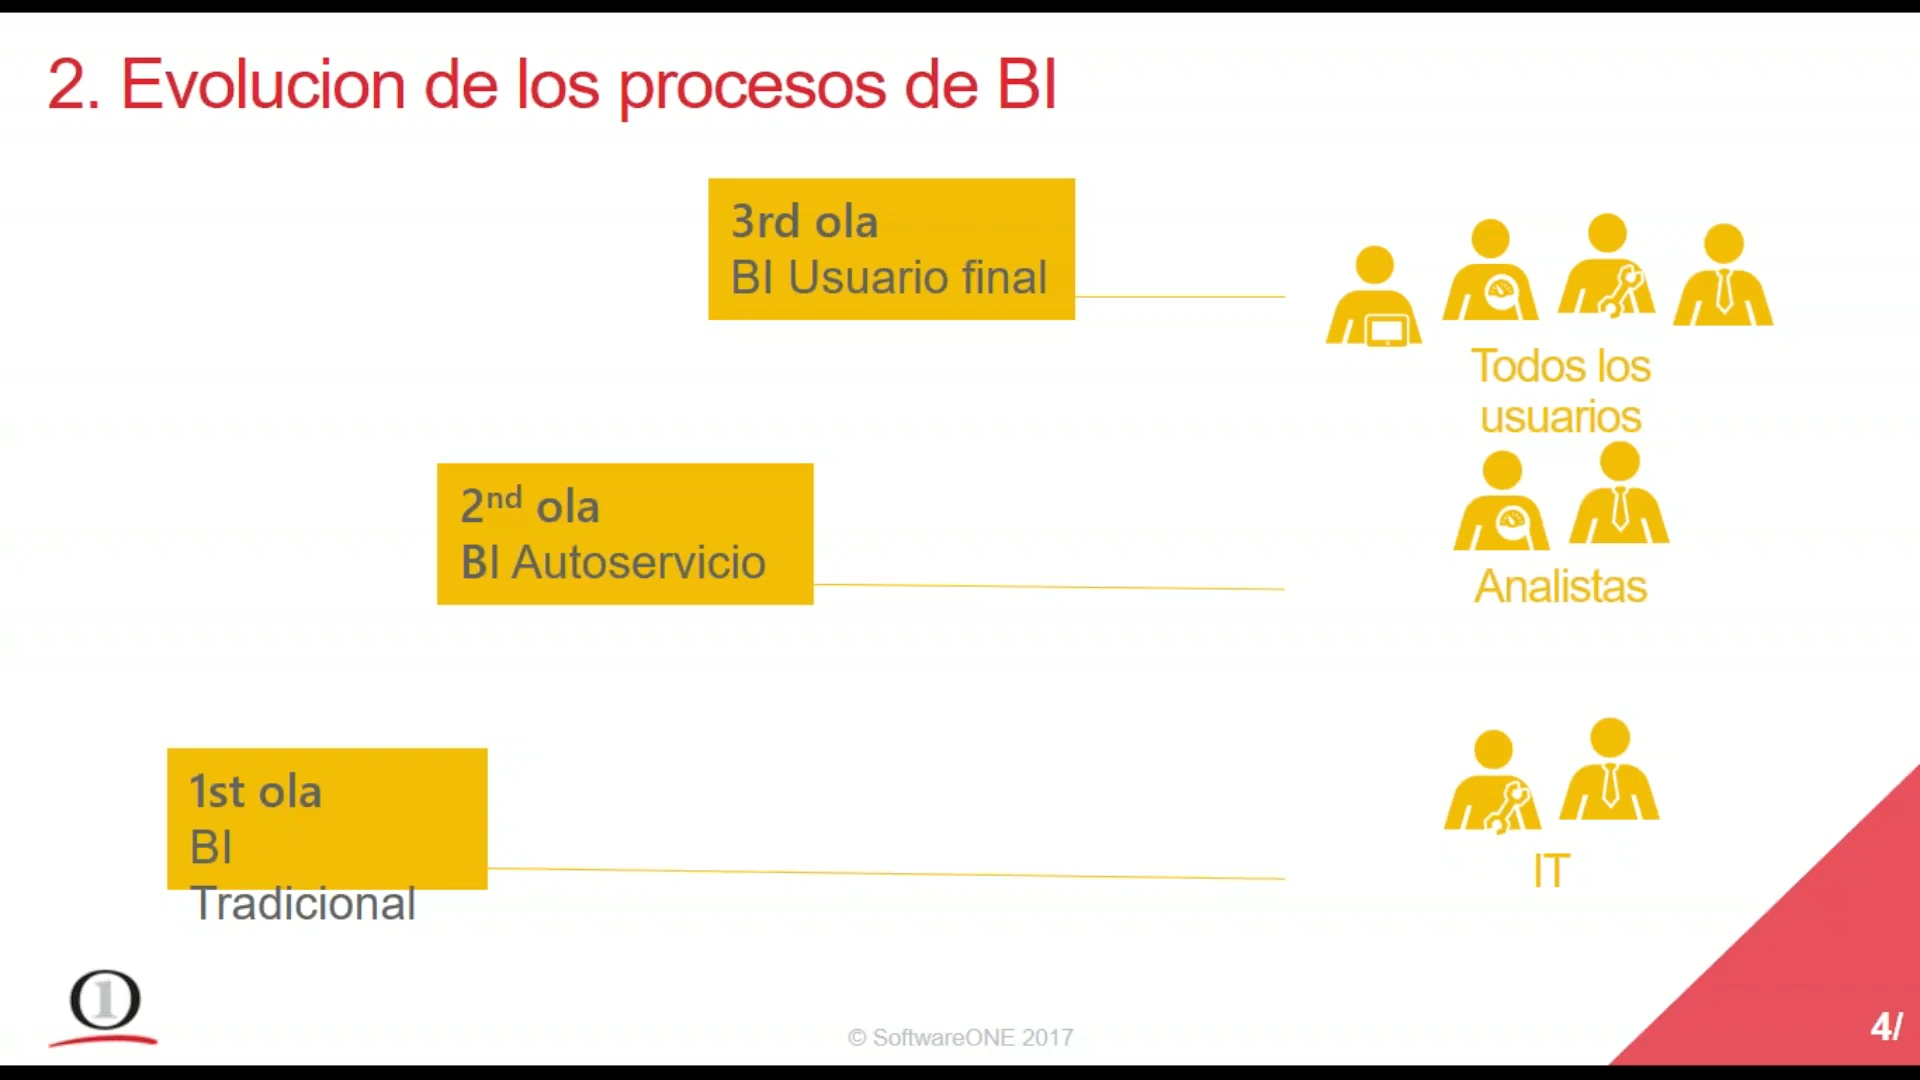 2. Evolucion de los procesos de BI
3rd ola
BI Usuario final
Todos los
usuarios
2nd ola
BI Autoservicio
Analistas
1st ola
BI
Tradicional
IT
1
© SoftwareONE 2017
4/